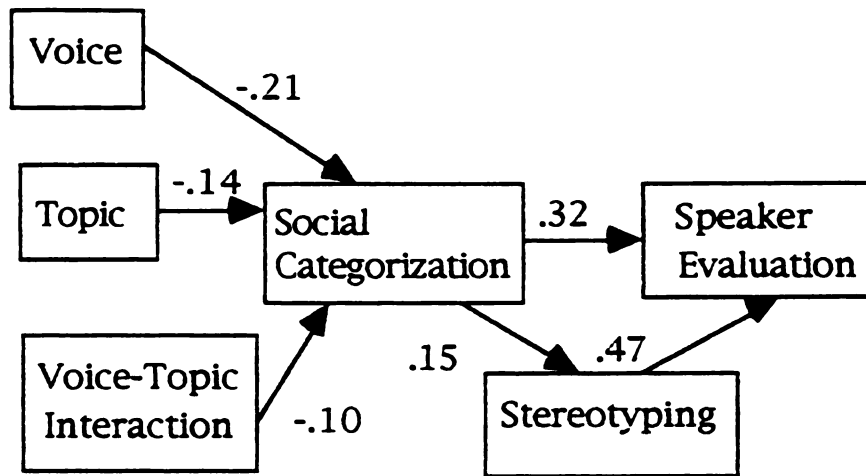 Voice
-.21
Topic
-.14
Social
Categorization
.32
Speaker
Evaluation
Voice-Topic
Interaction
-.10
.15
.47
Stereotyping